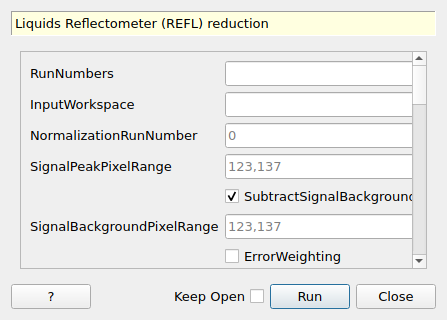 Liquids Reflectometer (REFL) reduction
RunNumbers
InputWorkspace
NormalizationRunNumber 0
SignalPeakPixelRange 123,137
SubtractSignalBackground
SignalBackgroundPixelRange 123,137
ErrorWeighting
? Keep Open Run Close